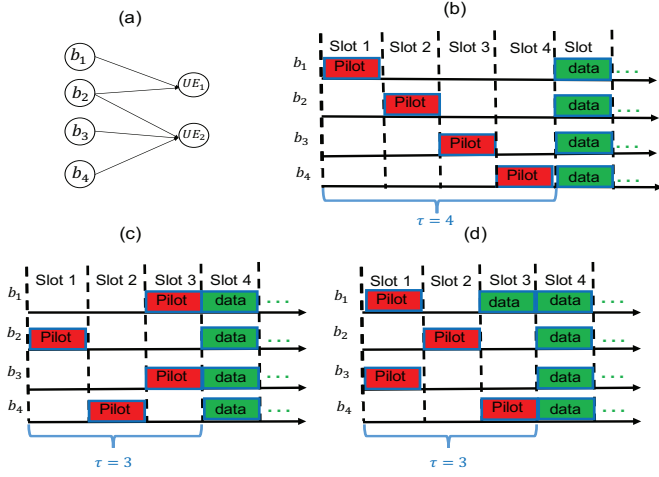 (a)
b₁
b₂
b₃
b₄
UE₁
UE₂
(b)
Slot 1 Slot 2 Slot 3 Slot 4 Slot
b₁ Pilot data ...
b₂ Pilot data ...
b₃ Pilot data ...
b₄ Pilot data ...
τ = 4
(c)
Slot 1 Slot 2 Slot 3 Slot 4
b₁ Pilot data ...
b₂ Pilot data ...
b₃ Pilot data ...
b₄ Pilot data ...
τ = 3
(d)
Slot 1 Slot 2 Slot 3 Slot 4
b₁ Pilot data data ...
b₂ Pilot data ...
b₃ Pilot data ...
b₄ Pilot data ...
τ = 3